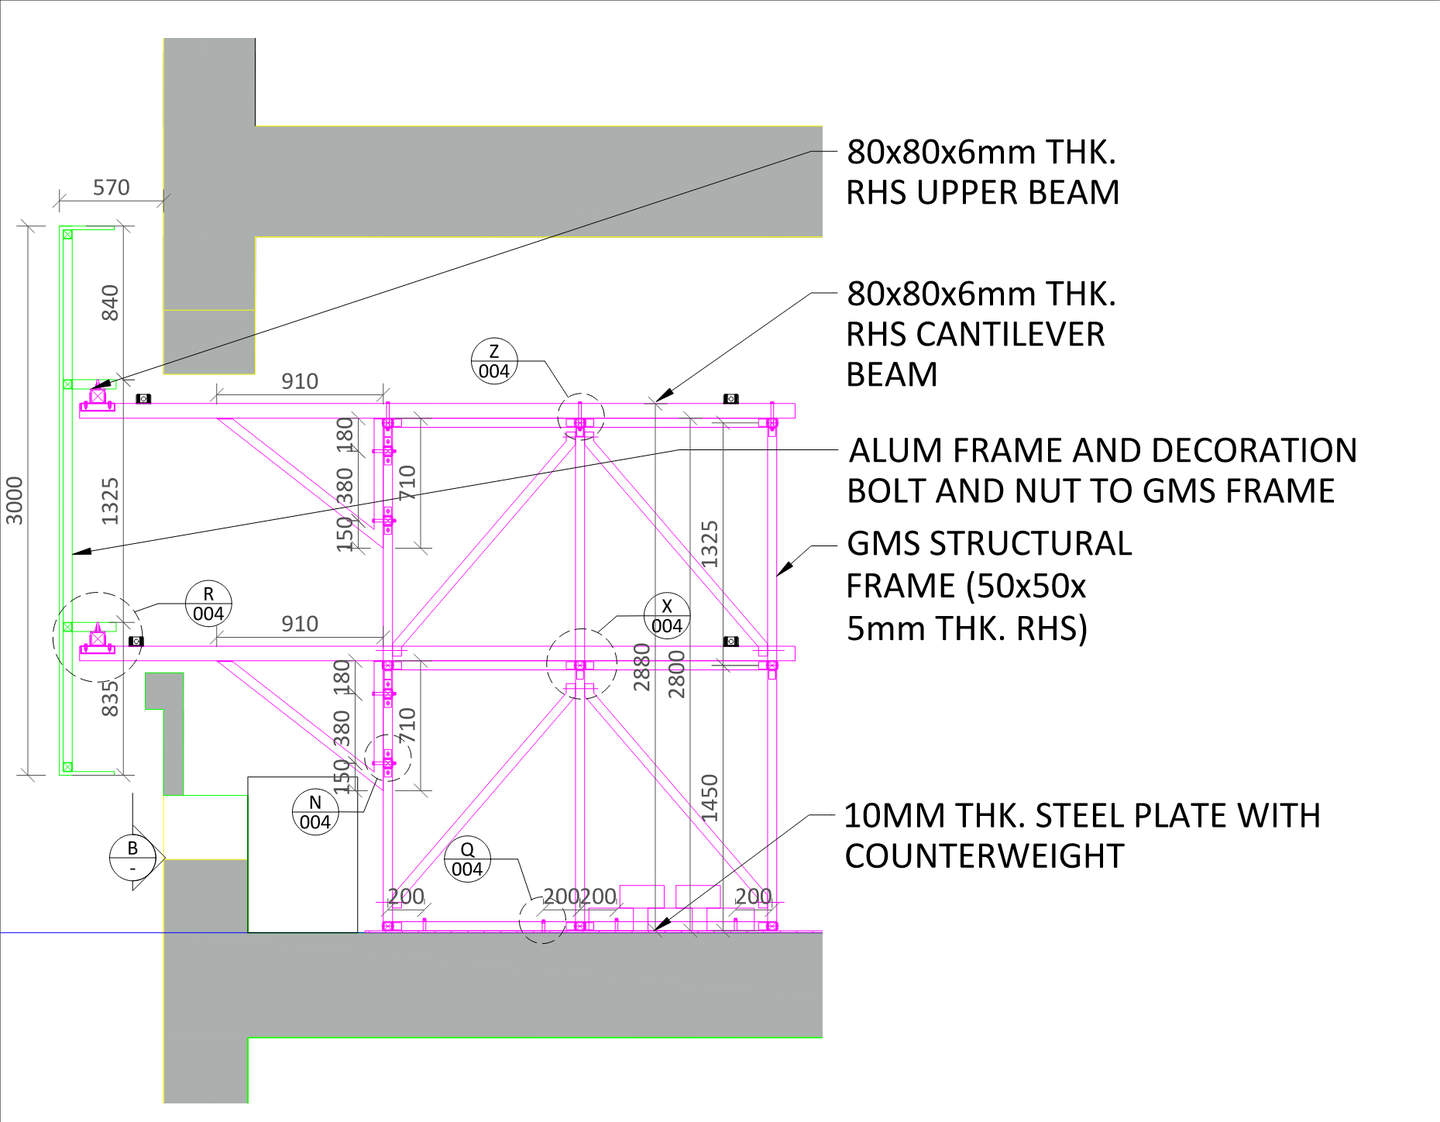 80x80x6mm THK.
RHS UPPER BEAM
570
840
80x80x6mm THK.
RHS CANTILEVER
BEAM
Z
004
910
180
380
710
150
3000
1325
1325
ALUM FRAME AND DECORATION
BOLT AND NUT TO GMS FRAME
GMS STRUCTURAL
FRAME (50x50x
5mm THK. RHS)
R
004
X
004
910
2880
2800
180
835
380
710
150
1450
N
004
10MM THK. STEEL PLATE WITH
COUNTERWEIGHT
B
-
Q
004
200
200
200
200